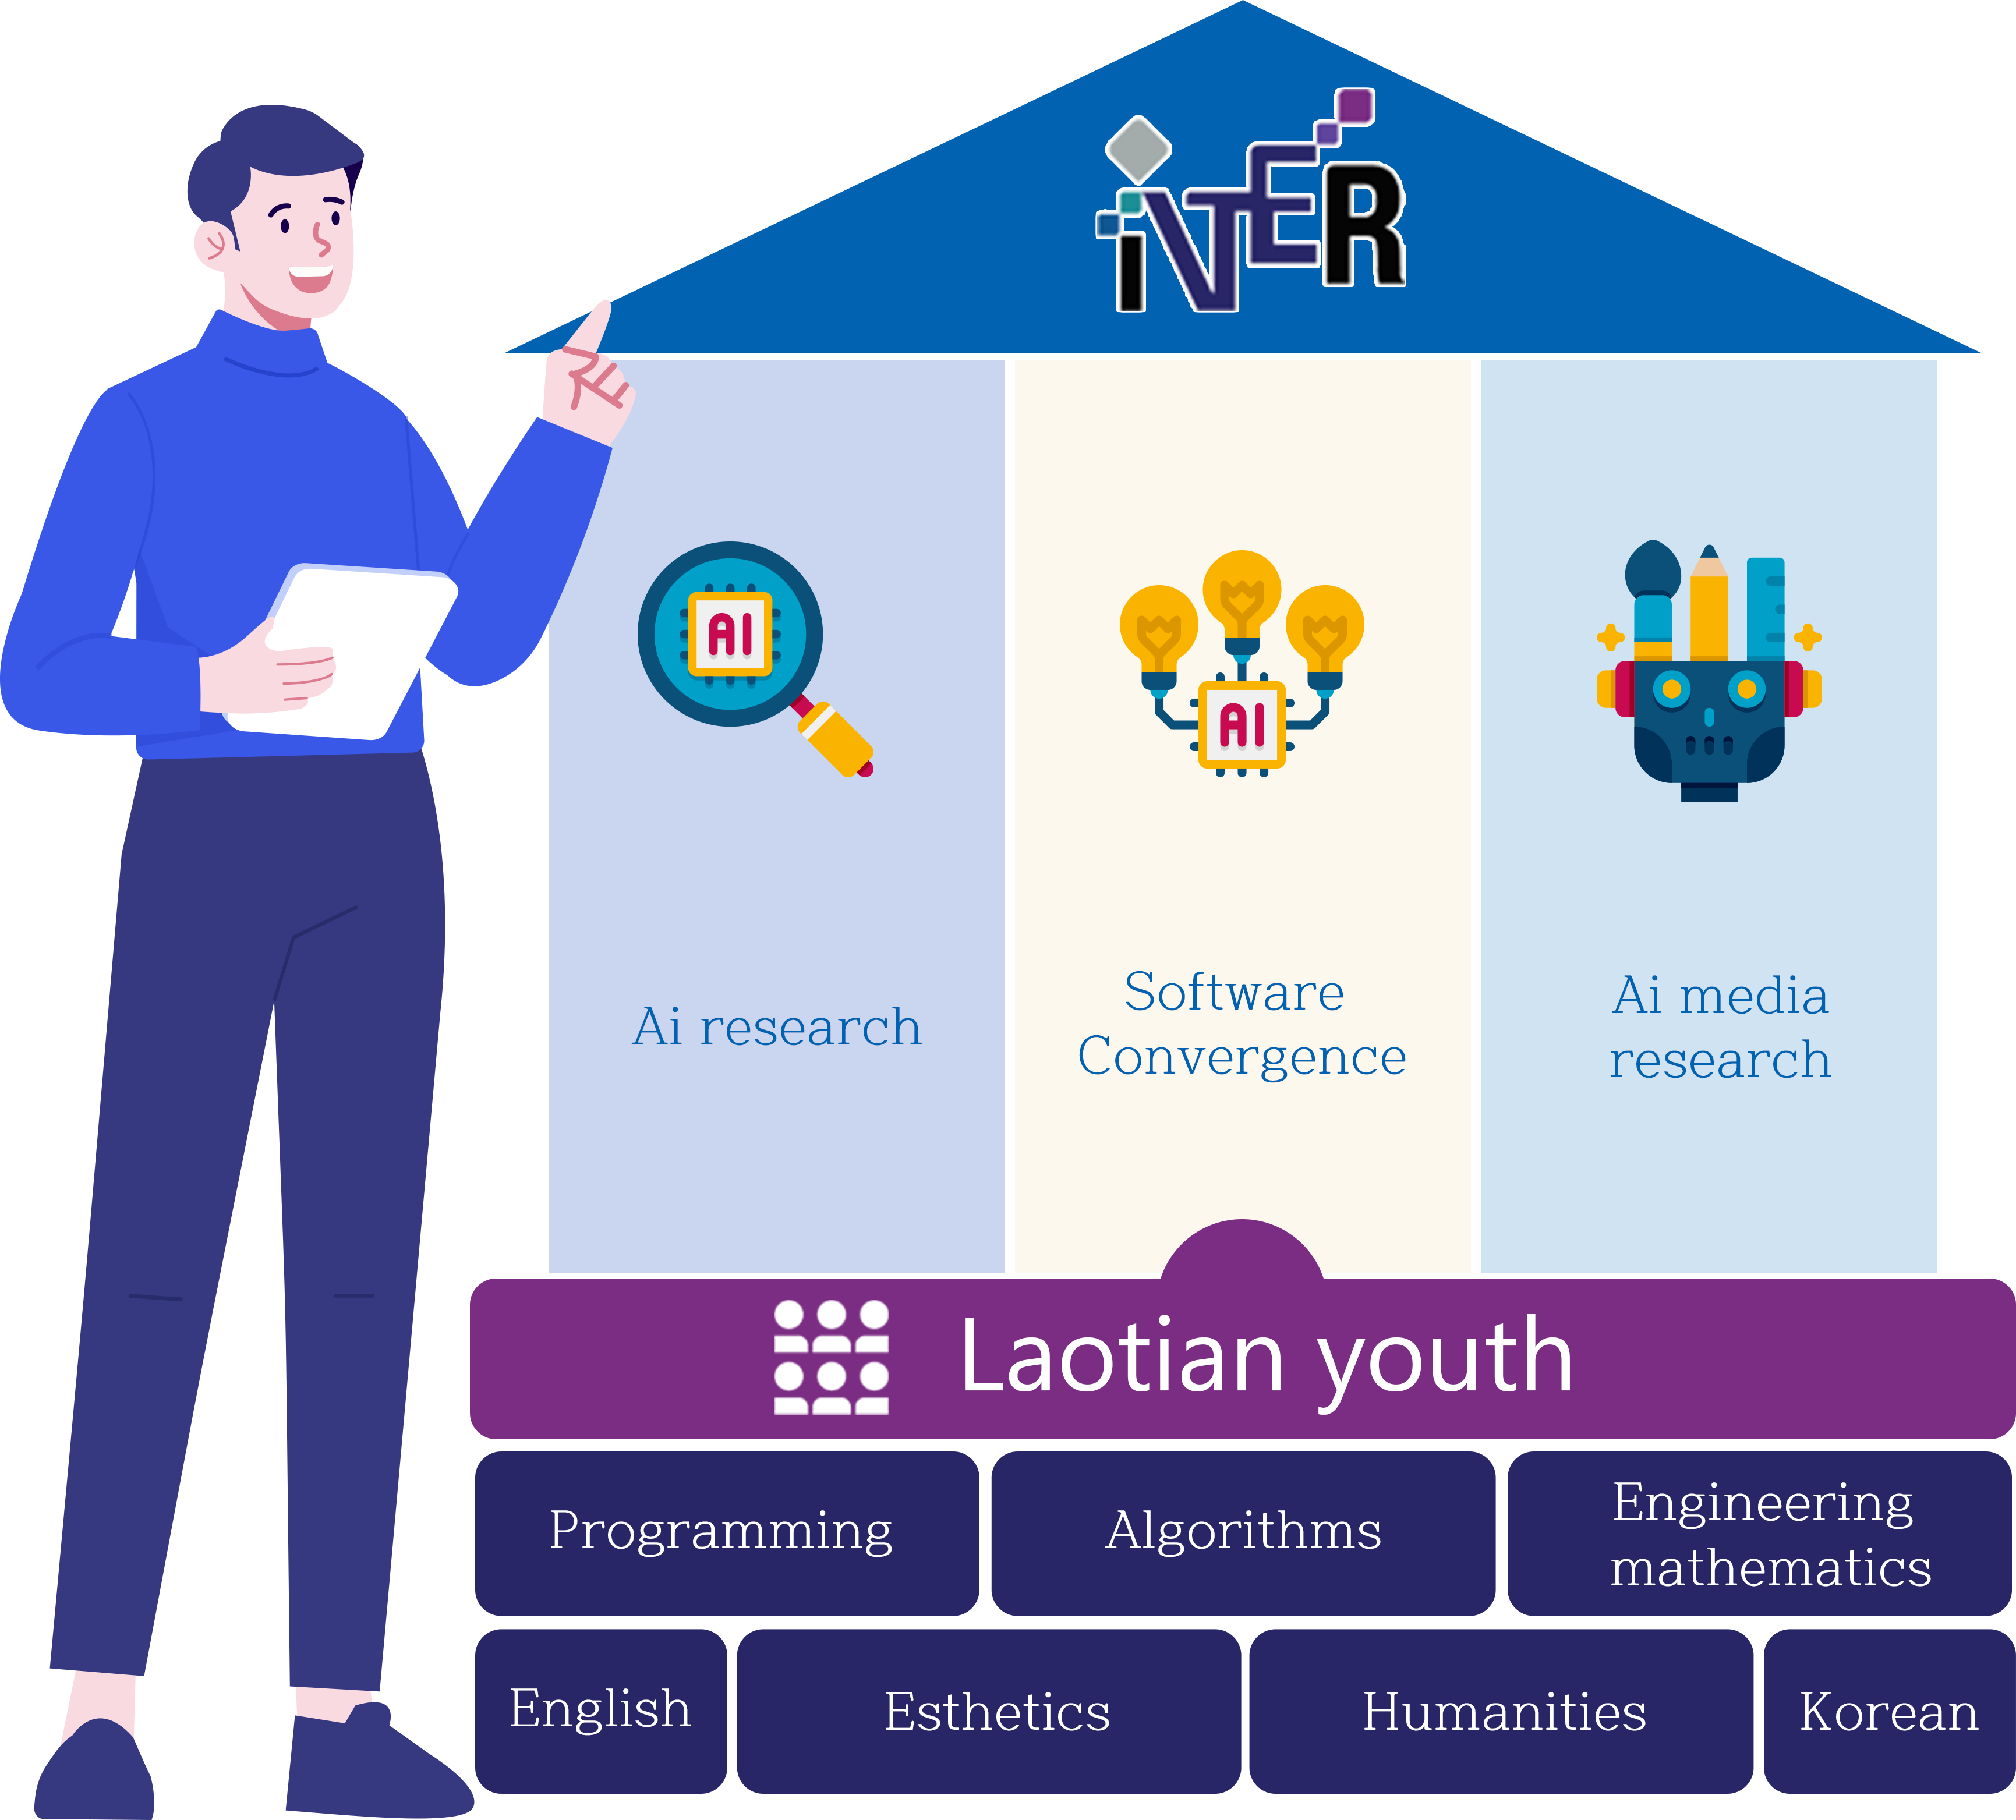 iNTER
AI
AI
Ai research
Software
Convergence
Ai media
research
Laotian youth
Programming
Algorithms
Engineering
mathematics
English
Esthetics
Humanities
Korean